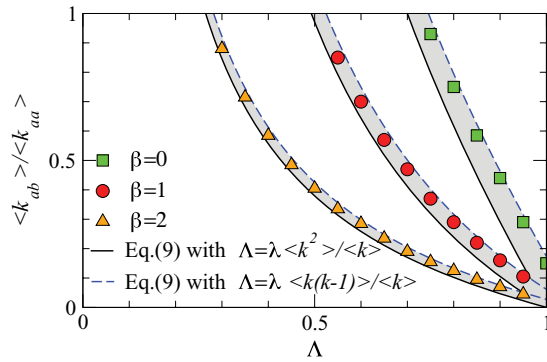 1
0.5
0
<k_ab>/<k_aa>
β=0
β=1
β=2
Eq.(9) with Λ=λ <k²>/<k>
Eq.(9) with Λ=λ <k(k-1)>/<k>
0 0.5 1
Λ